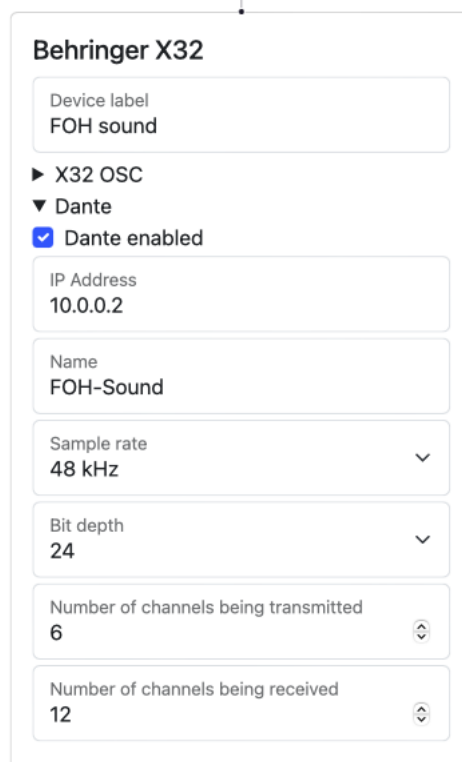 Behringer X32
Device label
FOH sound
X32 OSC
Dante
Dante enabled
IP Address
10.0.0.2
Name
FOH-Sound
Sample rate
48 kHz
Bit depth
24
Number of channels being transmitted
6
Number of channels being received
12